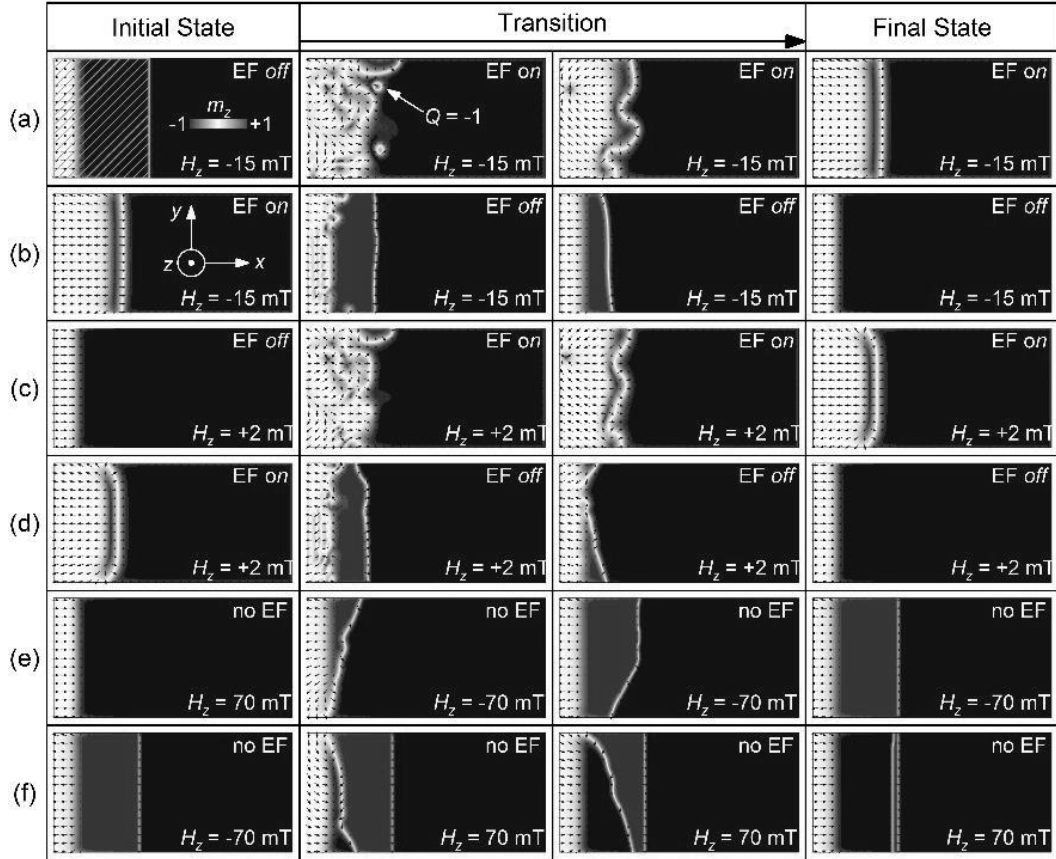 Initial State Transition Final State
(a) EF off EF on EF on EF on
m_z
-1 +1
Q = -1
H_z = -15 mT H_z = -15 mT H_z = -15 mT H_z = -15 mT
(b) EF on EF off EF off EF off
y
z x
H_z = -15 mT H_z = -15 mT H_z = -15 mT H_z = -15 mT
(c) EF off EF on EF on EF on
H_z = +2 mT H_z = +2 mT H_z = +2 mT H_z = +2 mT
(d) EF on EF off EF off EF off
H_z = +2 mT H_z = +2 mT H_z = +2 mT H_z = +2 mT
(e) no EF no EF no EF no EF
H_z = 70 mT H_z = -70 mT H_z = -70 mT H_z = -70 mT
(f) no EF no EF no EF no EF
H_z = -70 mT H_z = 70 mT H_z = 70 mT H_z = 70 mT